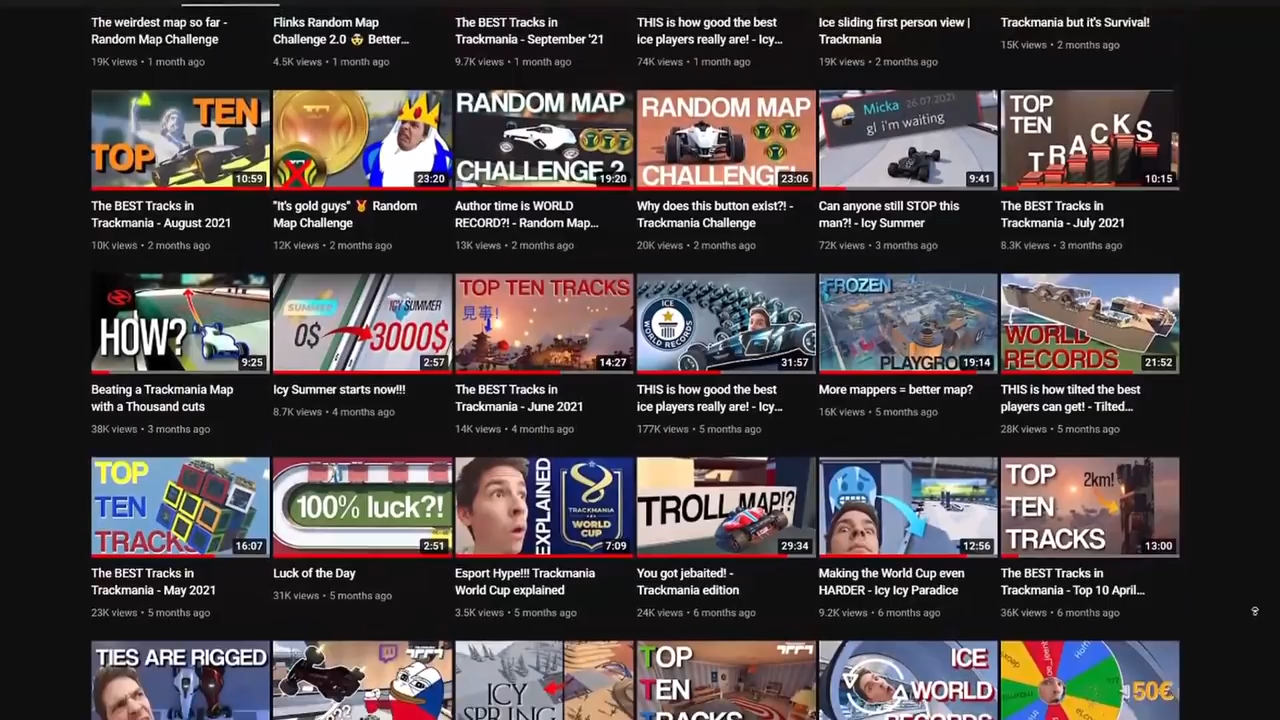 The weirdest map so far -
Random Map Challenge
19K views • 1 month ago
Flinks Random Map
Challenge 2.0 🤯 Better...
4.5K views • 1 month ago
The BEST Tracks in
Trackmania - September '21
9.7K views • 1 month ago
THIS is how good the best
ice players really are! - Icy...
74K views • 1 month ago
Ice sliding first person view |
Trackmania
19K views • 2 months ago
Trackmania but it's Survival!
15K views • 2 months ago
TEN
TOP
10:59
The BEST Tracks in
Trackmania - August 2021
10K views • 2 months ago
23:20
"It's gold guys" 🏅 Random
Map Challenge
12K views • 2 months ago
RANDOM MAP
CHALLENGE 2
19:20
Author time is WORLD
RECORD?! - Random Map...
13K views • 2 months ago
RANDOM MAP
CHALLENGE!
23:06
Why does this button exist?! -
Trackmania Challenge
20K views • 2 months ago
Micka 26.07.2021
gl i'm waiting
9:41
Can anyone still STOP this
man?! - Icy Summer
72K views • 3 months ago
TOP
TEN
TRACKS
10:15
The BEST Tracks in
Trackmania - July 2021
8.3K views • 3 months ago
HOW?
9:25
Beating a Trackmania Map
with a Thousand cuts
38K views • 3 months ago
SUMMER
0$
ICY SUMMER
3000$
2:57
Icy Summer starts now!!!
8.7K views • 4 months ago
TOP TEN TRACKS
見事!
14:27
The BEST Tracks in
Trackmania - June 2021
14K views • 4 months ago
ICE
WORLD RECORDS
31:57
THIS is how good the best
ice players really are! - Icy...
177K views • 5 months ago
FROZEN
PLAYGRO
19:14
More mappers = better map?
16K views • 5 months ago
WORLD
RECORDS
21:52
THIS is how tilted the best
players can get! - Tilted...
28K views • 5 months ago
TOP
TEN
TRACKS
16:07
The BEST Tracks in
Trackmania - May 2021
23K views • 5 months ago
100% luck?!
2:51
Luck of the Day
31K views • 5 months ago
EXPLAINED
TRACKMANIA
WORLD
CUP
7:09
Esport Hype!!! Trackmania
World Cup explained
3.5K views • 5 months ago
TROLL MAP!?
29:34
You got jebaited! -
Trackmania edition
24K views • 6 months ago
12:56
Making the World Cup even
HARDER - Icy Icy Paradice
9.2K views • 6 months ago
TOP
TEN
TRACKS
2km!
13:00
The BEST Tracks in
Trackmania - Top 10 April...
36K views • 6 months ago
TIES ARE RIGGED
ICY
SPRING
TOP
TEN
TRACKS
ICE
WORLD
RECORDS
50€